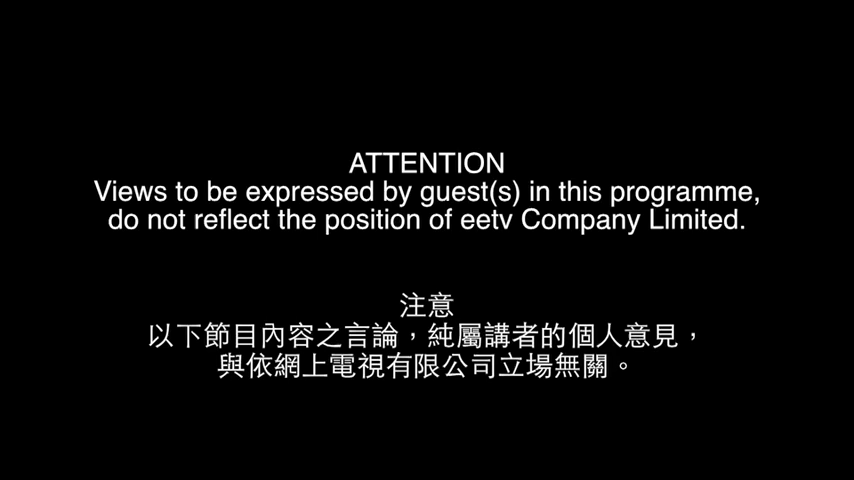 ATTENTION
Views to be expressed by guest(s) in this programme,
do not reflect the position of eetv Company Limited.
注意
以下節目內容之言論，純屬講者的個人意見，
與依網上電視有限公司立場無關。